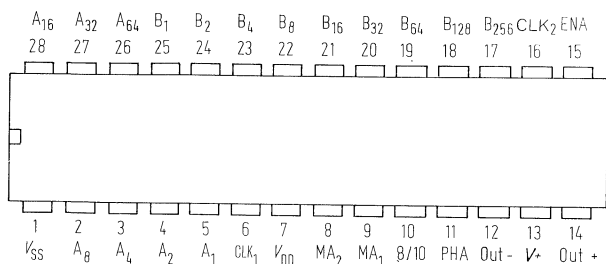 A16 A32 A64 B1 B2 B4 B8 B16 B32 B64 B128 B256 CLK2 ENA
28 27 26 25 24 23 22 21 20 19 18 17 16 15
1 2 3 4 5 6 7 8 9 10 11 12 13 14
VSS A8 A4 A2 A1 CLK1 VDD MA2 MA1 8/10 PHA Out- V+ Out +